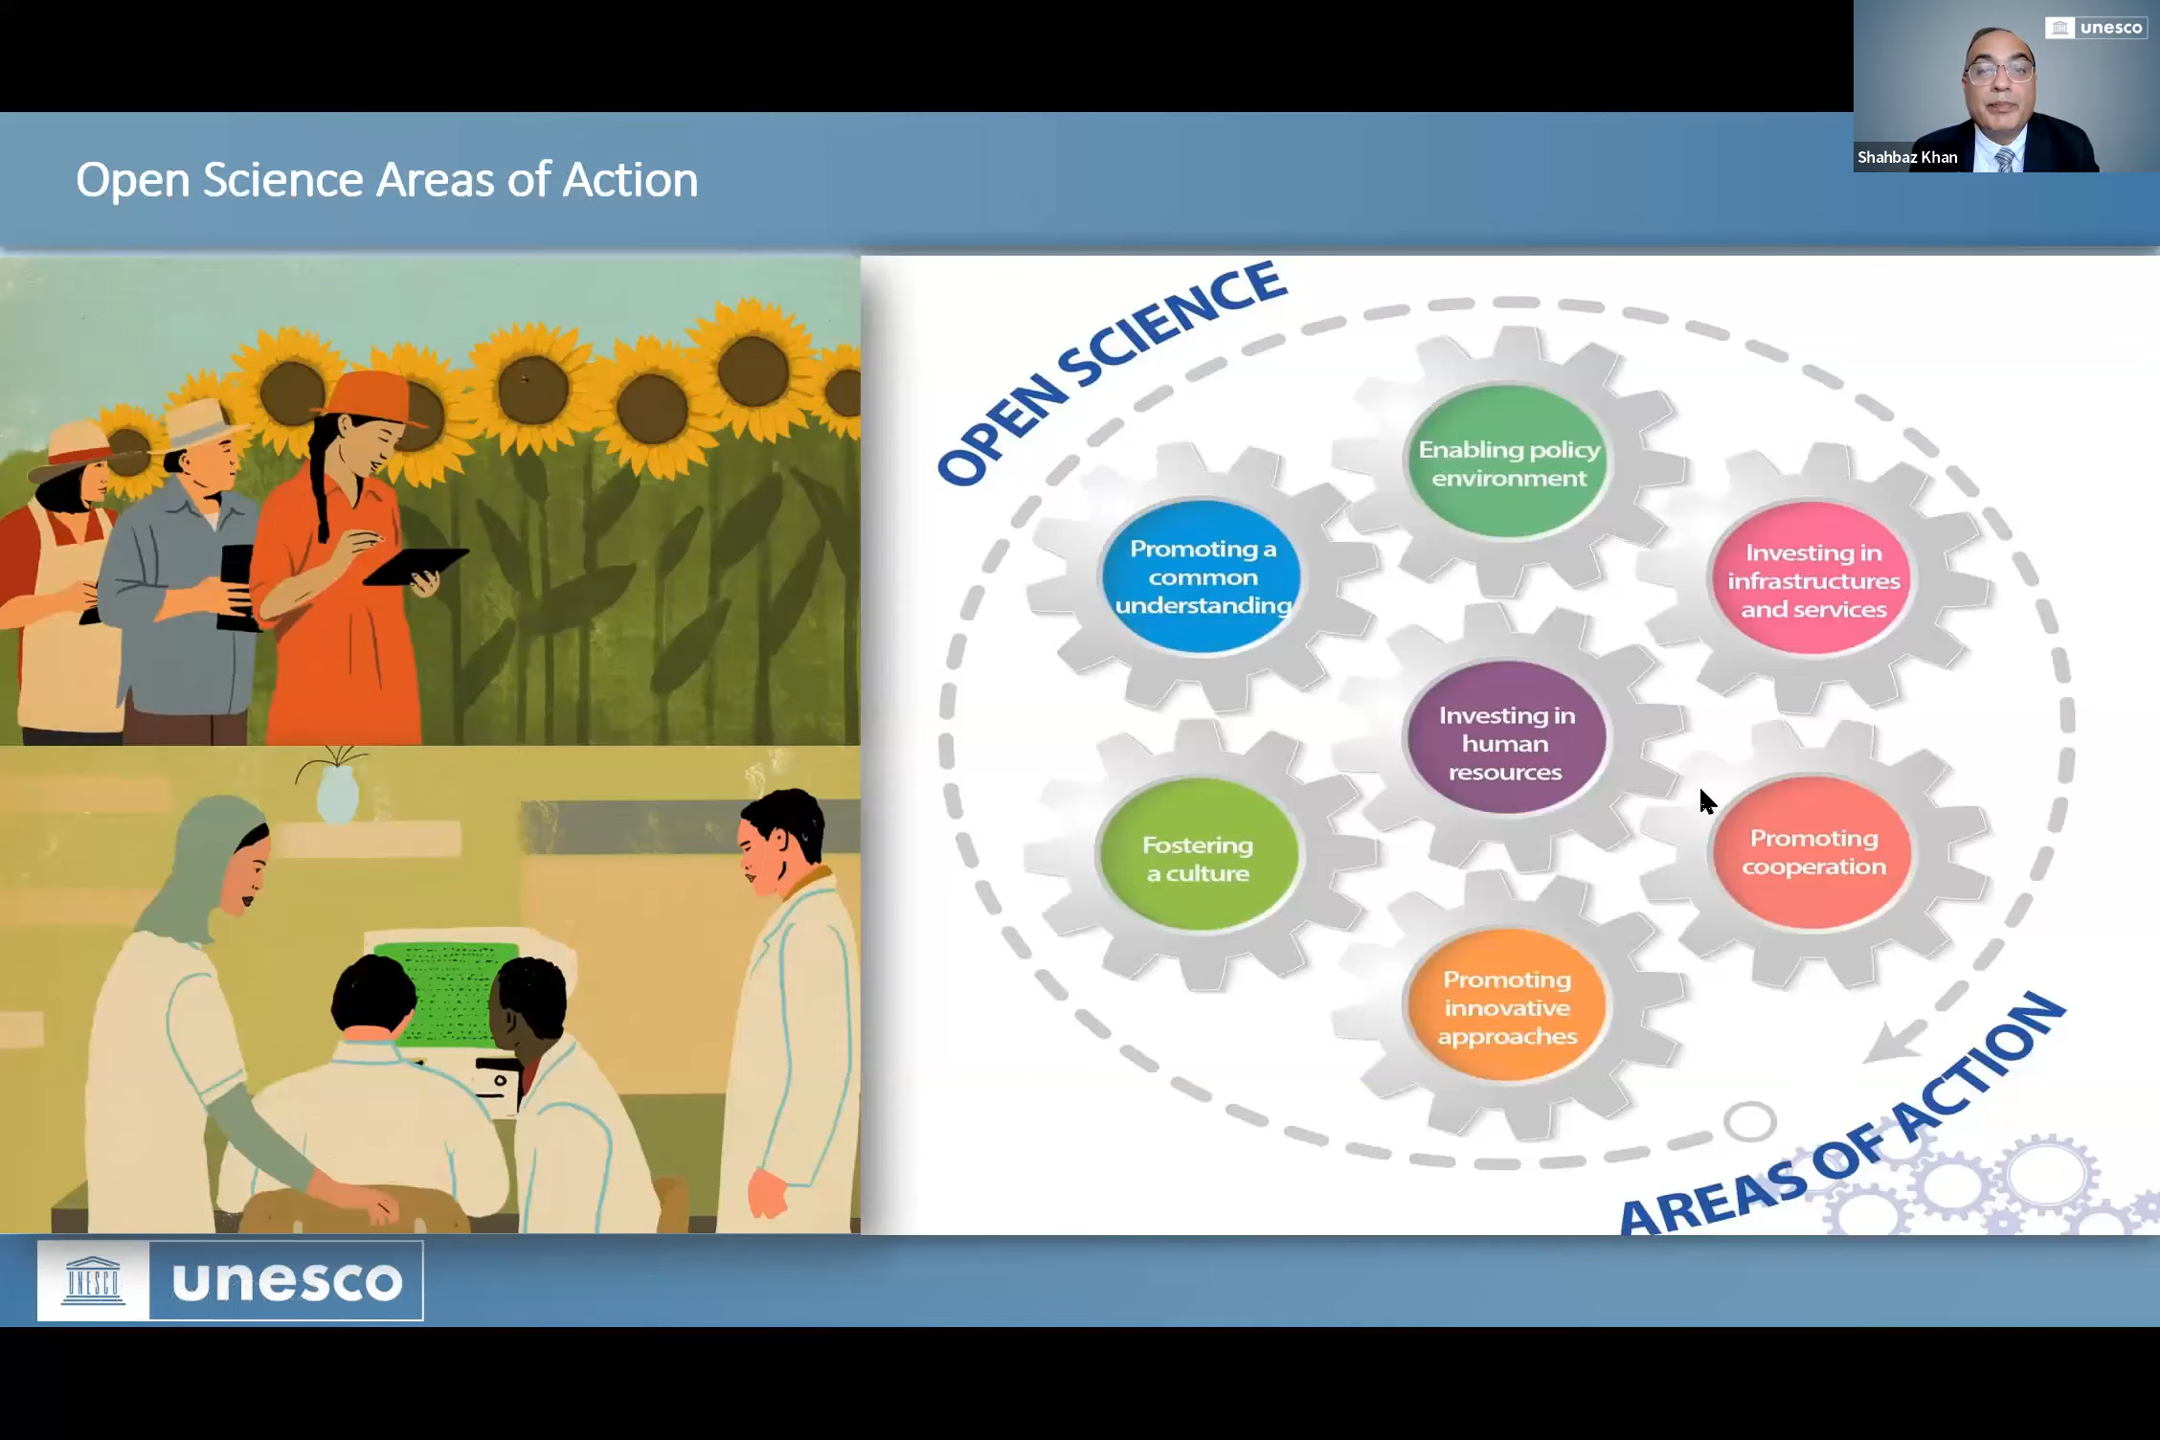 unesco
Shahbaz Khan
Open Science Areas of Action
OPEN SCIENCE
Enabling policy
environment
Promoting a
common
understanding
Investing in
infrastructures
and services
Investing in
human
resources
Fostering
a culture
Promoting
cooperation
Promoting
innovative
approaches
AREAS OF ACTION
UNESCO
unesco